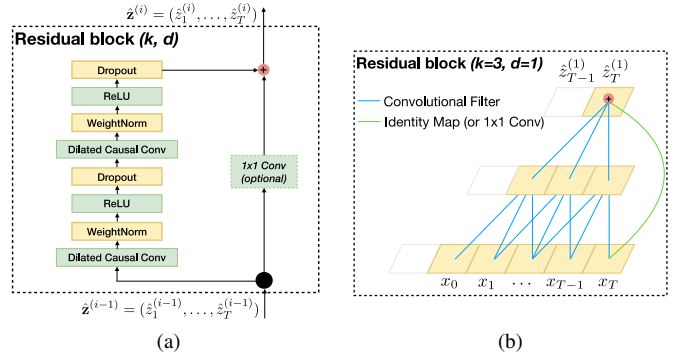 ẑ^(i) = (ẑ_1^(i), . . . , ẑ_T^(i))
Residual block (k, d)
Dropout
ReLU
WeightNorm
Dilated Causal Conv
Dropout
ReLU
WeightNorm
Dilated Causal Conv
+
1x1 Conv
(optional)
ẑ^(i−1) = (ẑ_1^(i−1), . . . , ẑ_T^(i−1))
(a)
Residual block (k=3, d=1)
ẑ_{T−1}^(1) ẑ_T^(1)
+
Convolutional Filter
Identity Map (or 1x1 Conv)
x_0 x_1 . . . x_{T−1} x_T
(b)